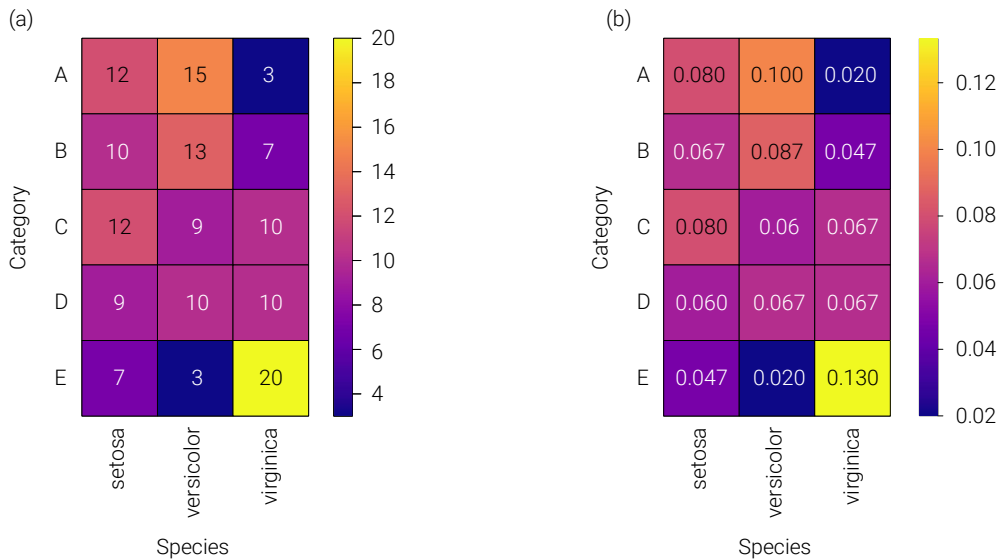 (a)
A 12 15 3
B 10 13 7
C 12 9 10
D 9 10 10
E 7 3 20
Category
setosa
versicolor
virginica
Species
20
18
16
14
12
10
8
6
4
(b)
A 0.080 0.100 0.020
B 0.067 0.087 0.047
C 0.080 0.06 0.067
D 0.060 0.067 0.067
E 0.047 0.020 0.130
Category
setosa
versicolor
virginica
Species
0.12
0.10
0.08
0.06
0.04
0.02